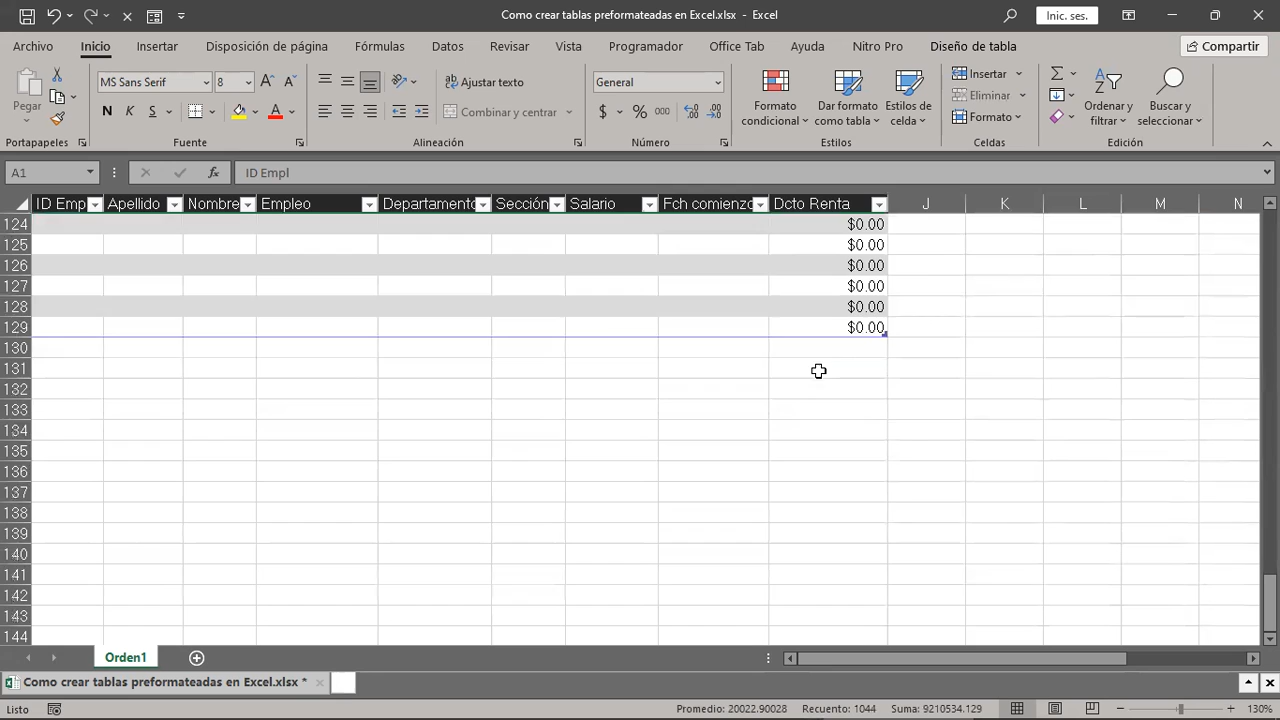 Como crear tablas preformateadas en Excel.xlsx - Excel
Inic. ses.
Archivo Inicio Insertar Disposición de página Fórmulas Datos Revisar Vista Programador Office Tab Ayuda Nitro Pro Diseño de tabla Compartir
Pegar
MS Sans Serif 8
N K S
Ajustar texto
Combinar y centrar
General
$ % 000
Formato condicional
Dar formato como tabla
Estilos de celda
Insertar
Eliminar
Formato
Ordenar y filtrar
Buscar y seleccionar
Portapapeles Fuente Alineación Número Estilos Celdas Edición
A1 fx ID Empl
ID Emp Apellido Nombre Empleo Departamento Sección Salario Fch comienzo Dcto Renta J K L M N
124 $0.00
125 $0.00
126 $0.00
127 $0.00
128 $0.00
129 $0.00
130
131
132
133
134
135
136
137
138
139
140
141
142
143
144
Orden1
Como crear tablas preformateadas en Excel.xlsx *
Listo Promedio: 20022.90028 Recuento: 1044 Suma: 9210534.129 130%